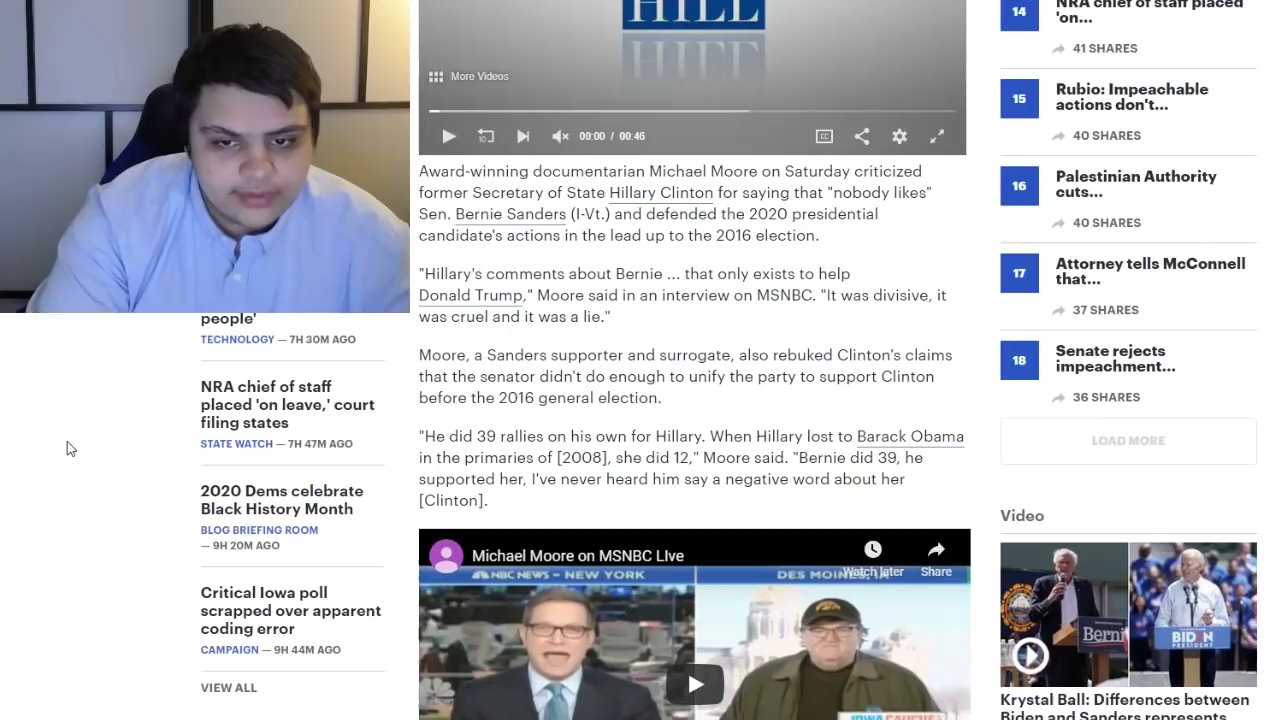 HILL
More Videos
10
00:00 / 00:46
CC
Award-winning documentarian Michael Moore on Saturday criticized
former Secretary of State Hillary Clinton for saying that "nobody likes"
Sen. Bernie Sanders (I-Vt.) and defended the 2020 presidential
candidate's actions in the lead up to the 2016 election.
"Hillary's comments about Bernie ... that only exists to help
Donald Trump," Moore said in an interview on MSNBC. "It was divisive, it
was cruel and it was a lie."
Moore, a Sanders supporter and surrogate, also rebuked Clinton's claims
that the senator didn't do enough to unify the party to support Clinton
before the 2016 general election.
"He did 39 rallies on his own for Hillary. When Hillary lost to Barack Obama
in the primaries of [2008], she did 12," Moore said. "Bernie did 39, he
supported her, I've never heard him say a negative word about her
[Clinton].
Michael Moore on MSNBC LIve
Watch later
Share
NBC NEWS – NEW YORK
DES MOINES, IA
IOWA CAUCUS
people'
TECHNOLOGY — 7H 30M AGO
NRA chief of staff
placed 'on leave,' court
filing states
STATE WATCH — 7H 47M AGO
2020 Dems celebrate
Black History Month
BLOG BRIEFING ROOM
— 9H 20M AGO
Critical Iowa poll
scrapped over apparent
coding error
CAMPAIGN — 9H 44M AGO
VIEW ALL
14
NRA chief of staff placed
'on...
41 SHARES
15
Rubio: Impeachable
actions don't...
40 SHARES
16
Palestinian Authority
cuts...
40 SHARES
17
Attorney tells McConnell
that...
37 SHARES
18
Senate rejects
impeachment...
36 SHARES
LOAD MORE
Video
Berni
BIDEN
PRESIDENT
Krystal Ball: Differences between
Biden and Sanders represents